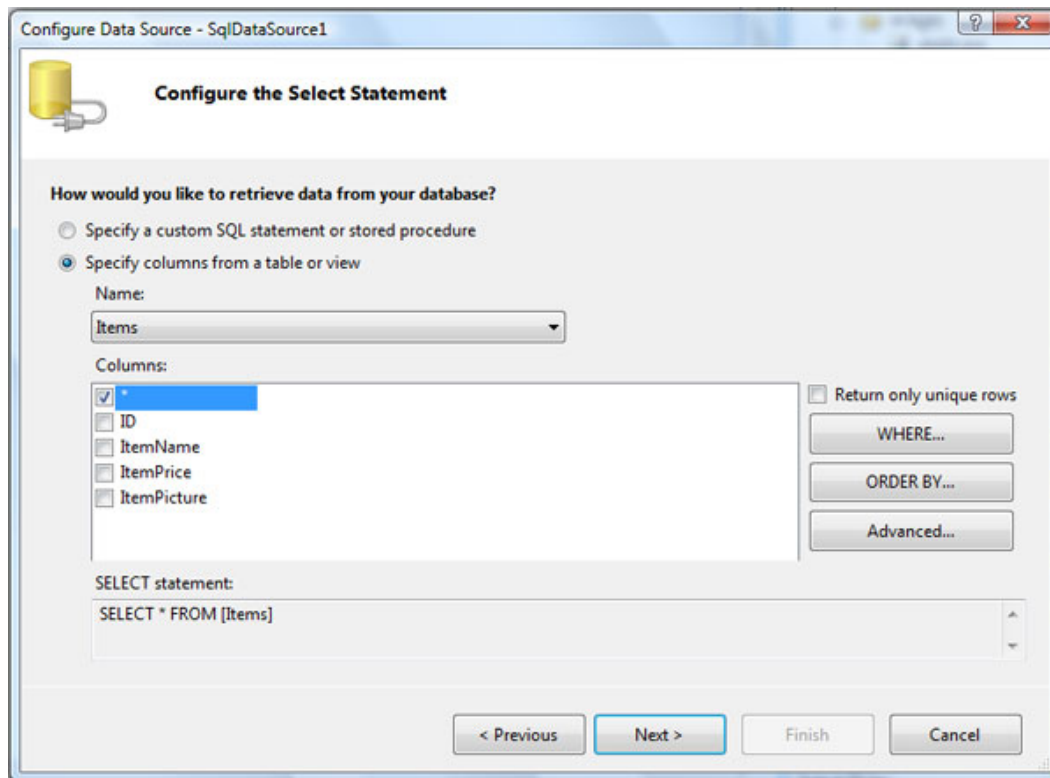 Configure Data Source - SqlDataSource1
Configure the Select Statement
How would you like to retrieve data from your database?
Specify a custom SQL statement or stored procedure
Specify columns from a table or view
Name:
Items
Columns:
*
ID
ItemName
ItemPrice
ItemPicture
Return only unique rows
WHERE...
ORDER BY...
Advanced...
SELECT statement:
SELECT * FROM [Items]
< Previous
Next >
Finish
Cancel